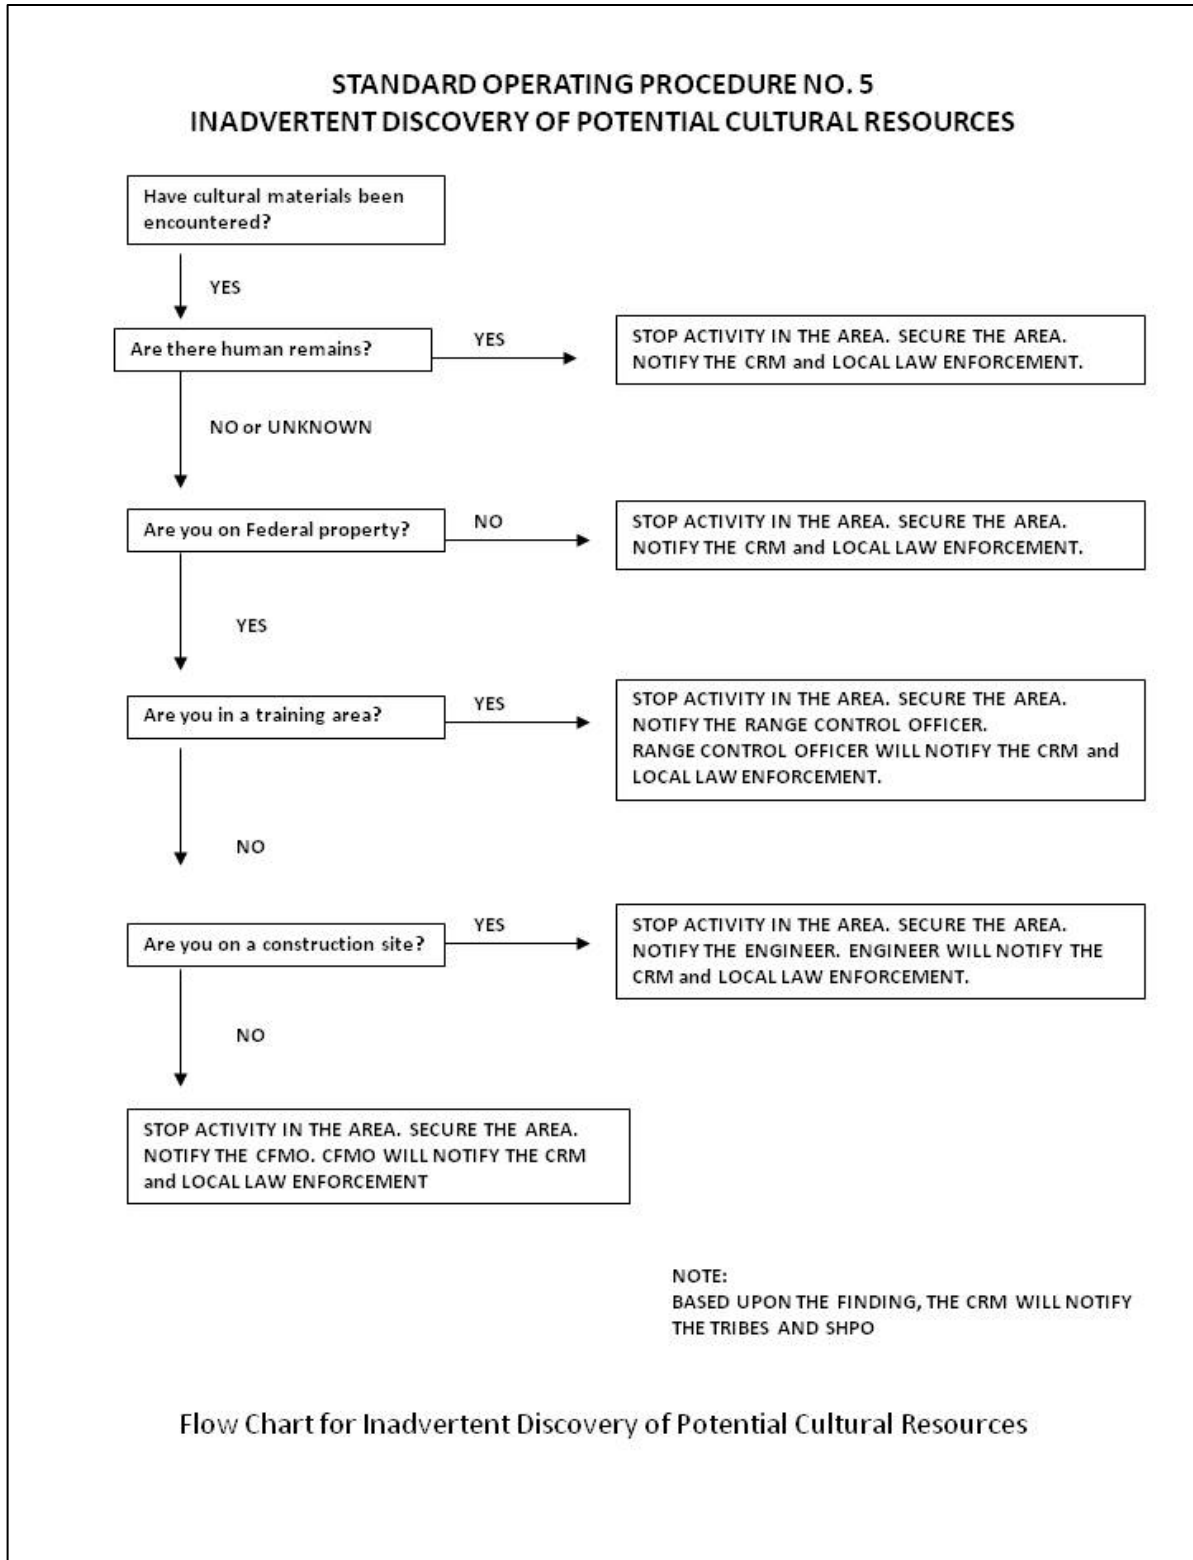 STANDARD OPERATING PROCEDURE NO. 5
INADVERTENT DISCOVERY OF POTENTIAL CULTURAL RESOURCES
Have cultural materials been
encountered?
YES
Are there human remains?
YES
STOP ACTIVITY IN THE AREA. SECURE THE AREA.
NOTIFY THE CRM and LOCAL LAW ENFORCEMENT.
NO or UNKNOWN
Are you on Federal property?
NO
STOP ACTIVITY IN THE AREA. SECURE THE AREA.
NOTIFY THE CRM and LOCAL LAW ENFORCEMENT.
YES
Are you in a training area?
YES
STOP ACTIVITY IN THE AREA. SECURE THE AREA.
NOTIFY THE RANGE CONTROL OFFICER.
RANGE CONTROL OFFICER WILL NOTIFY THE CRM and
LOCAL LAW ENFORCEMENT.
NO
Are you on a construction site?
YES
STOP ACTIVITY IN THE AREA. SECURE THE AREA.
NOTIFY THE ENGINEER. ENGINEER WILL NOTIFY THE
CRM and LOCAL LAW ENFORCEMENT.
NO
STOP ACTIVITY IN THE AREA. SECURE THE AREA.
NOTIFY THE CFMO. CFMO WILL NOTIFY THE CRM
and LOCAL LAW ENFORCEMENT
NOTE:
BASED UPON THE FINDING, THE CRM WILL NOTIFY
THE TRIBES AND SHPO
Flow Chart for Inadvertent Discovery of Potential Cultural Resources